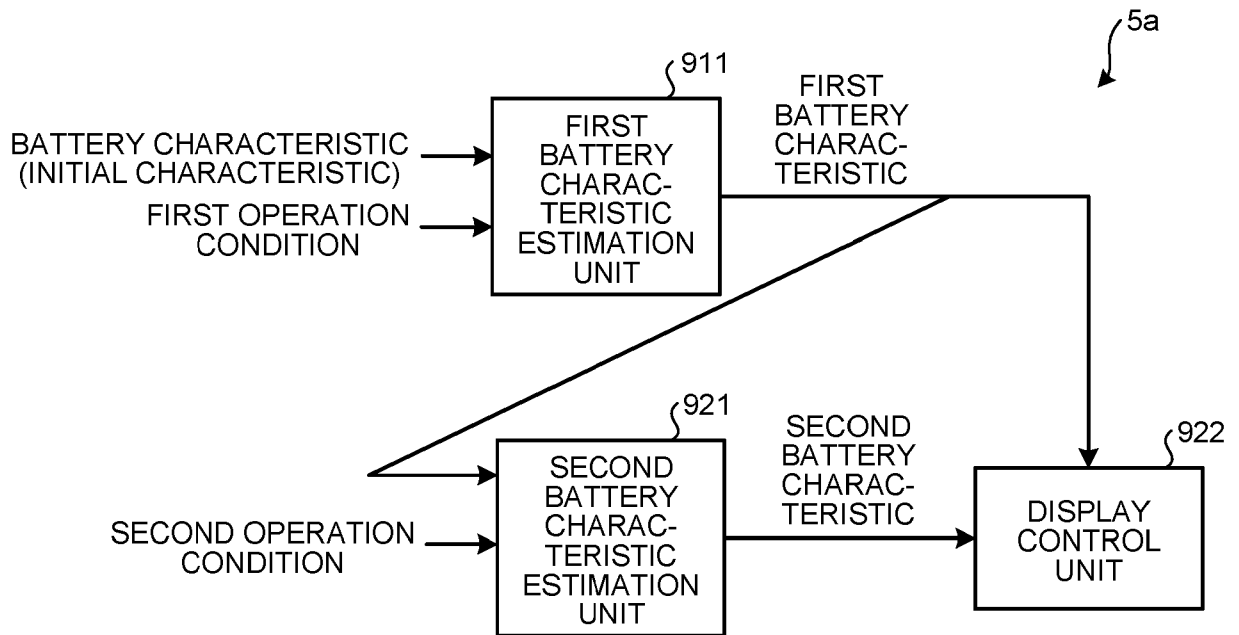 5a
911
FIRST
BATTERY
CHARAC-
TERISTIC
BATTERY CHARACTERISTIC
(INITIAL CHARACTERISTIC)
FIRST OPERATION
CONDITION
FIRST
BATTERY
CHARAC-
TERISTIC
ESTIMATION
UNIT
921
SECOND
BATTERY
CHARAC-
TERISTIC
922
SECOND OPERATION
CONDITION
SECOND
BATTERY
CHARAC-
TERISTIC
ESTIMATION
UNIT
DISPLAY
CONTROL
UNIT